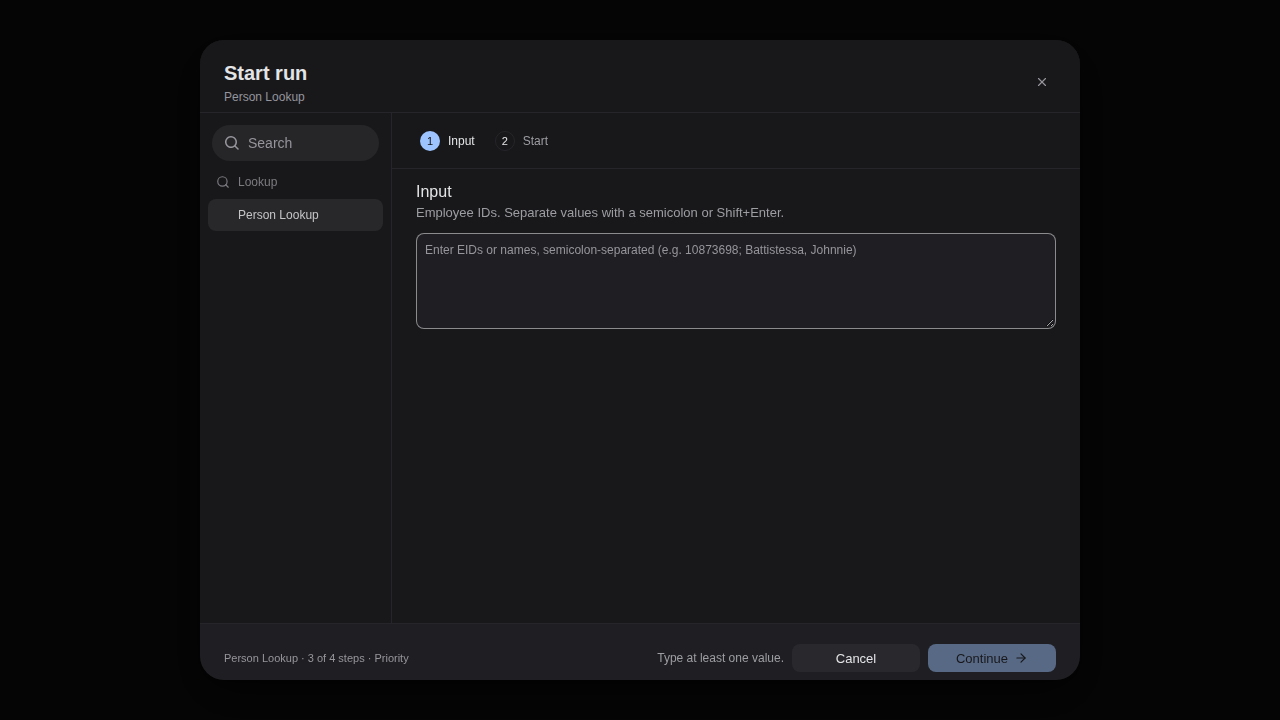 Start run
Person Lookup
Search
Lookup
Person Lookup
1 Input 2 Start
Input
Employee IDs. Separate values with a semicolon or Shift+Enter.
Enter EIDs or names, semicolon-separated (e.g. 10873698; Battistessa, Johnnie)
Person Lookup · 3 of 4 steps · Priority
Type at least one value.
Cancel
Continue